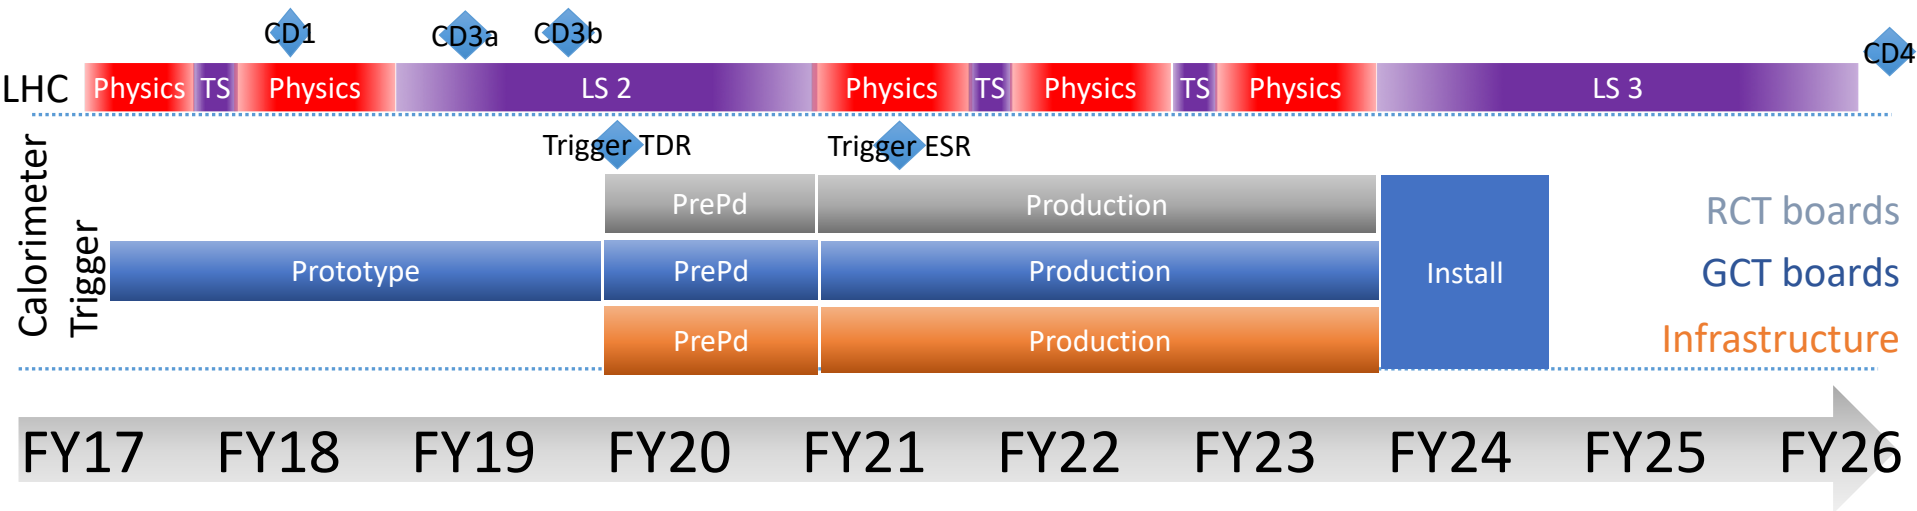 CD1 CD3a CD3b CD4
LHC Physics TS Physics LS 2 Physics TS Physics TS Physics LS 3
Trigger TDR Trigger ESR
Calorimeter
Trigger
PrePd Production RCT boards
Prototype PrePd Production Install GCT boards
PrePd Production Infrastructure
FY17 FY18 FY19 FY20 FY21 FY22 FY23 FY24 FY25 FY26